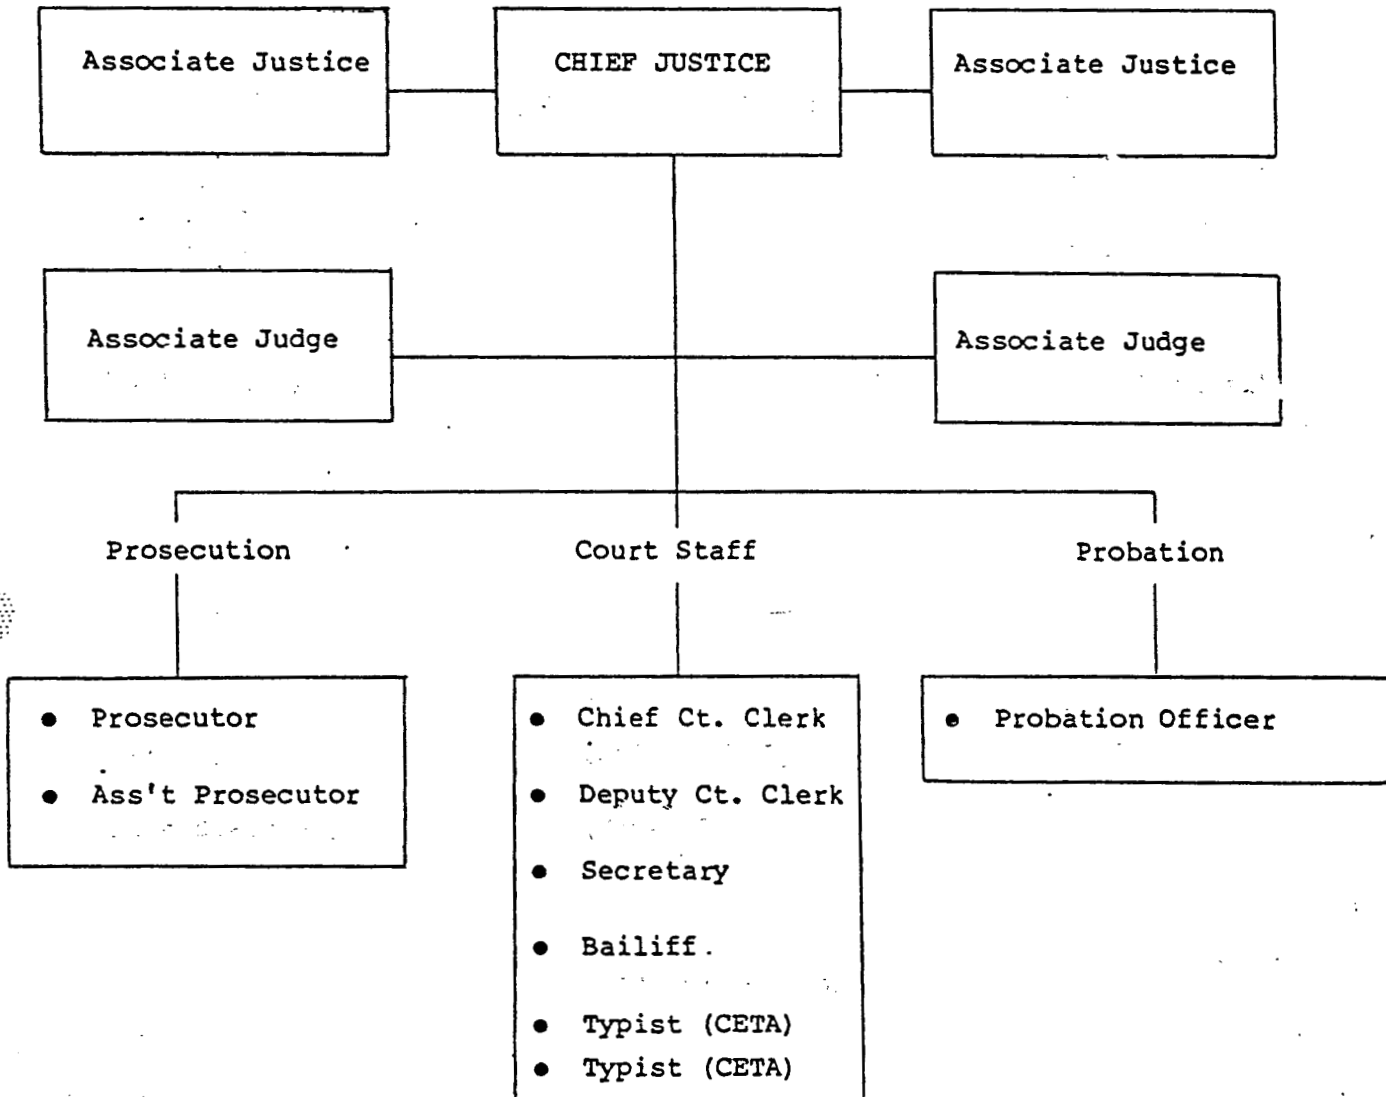 Associate Justice
CHIEF JUSTICE
Associate Justice
Associate Judge
Associate Judge
Prosecution
Court Staff
Probation
● Prosecutor
● Ass't Prosecutor
● Chief Ct. Clerk
● Deputy Ct. Clerk
● Secretary
● Bailiff.
● Typist (CETA)
● Typist (CETA)
● Probation Officer